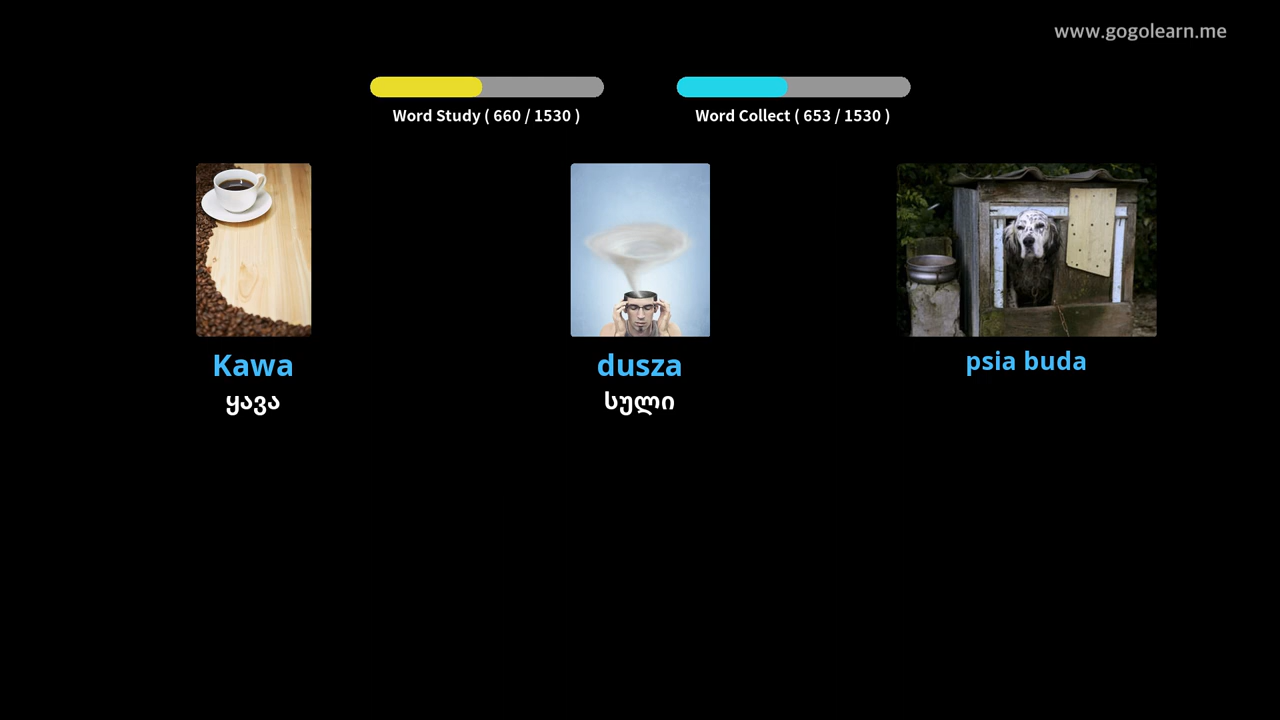 www.gogolearn.me
Word Study ( 660 / 1530 )
Word Collect ( 653 / 1530 )
Kawa
ყავა
dusza
სული
psia buda